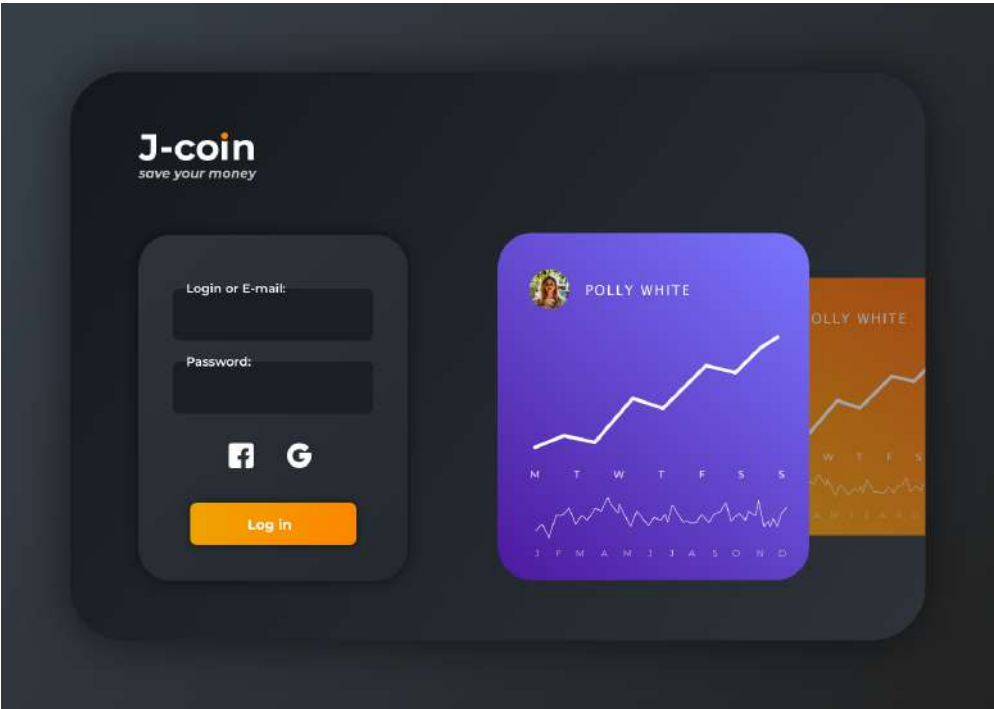 J-coin
save your money
Login or E-mail:
Password:
G
Log in
POLLY WHITE
M T W T F S S
J F M A M J J A S O N D
OLLY WHITE
W T F S